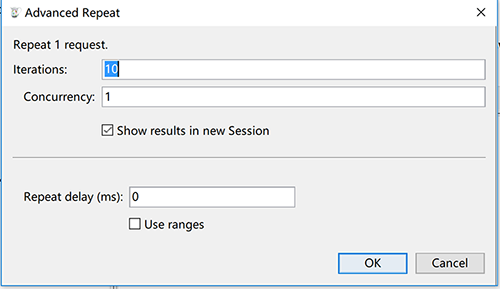 Advanced Repeat
Repeat 1 request.
Iterations: 10
Concurrency: 1
Show results in new Session
Repeat delay (ms): 0
Use ranges
OK Cancel